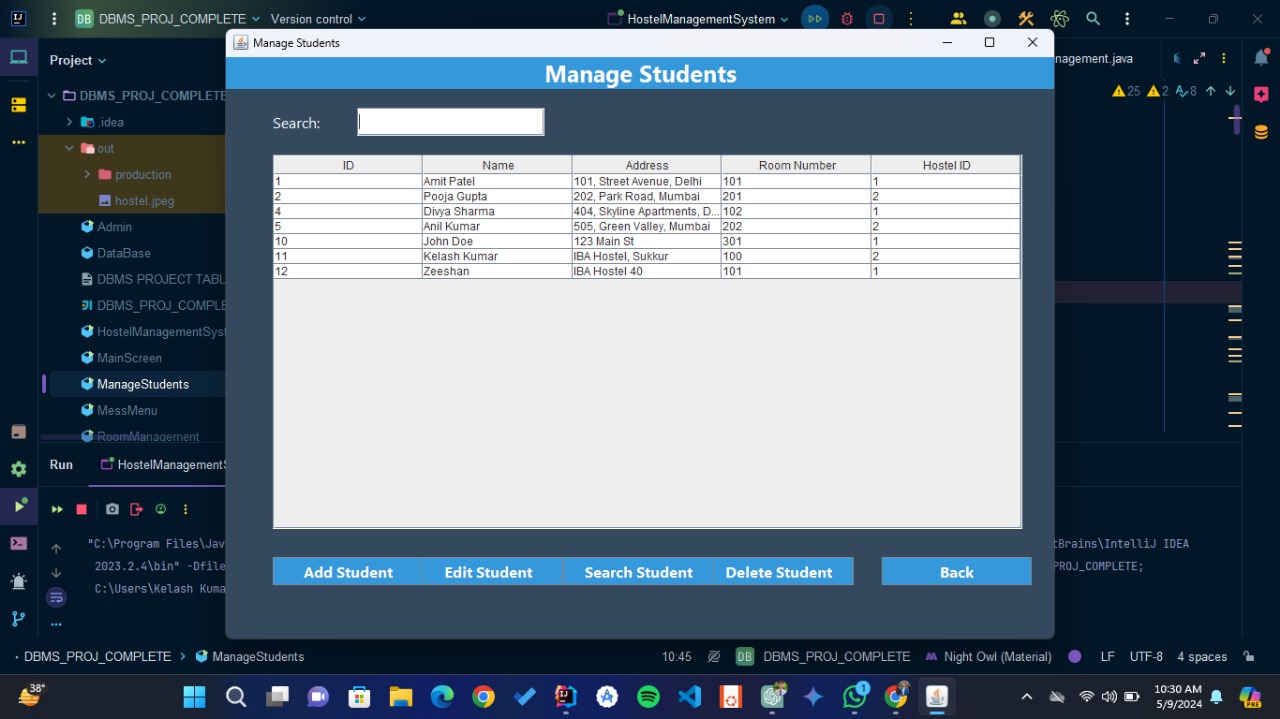 DB DBMS_PROJ_COMPLETE Version control HostelManagementSystem
Manage Students
Project nagement.java
Manage Students
DBMS_PROJ_COMPLETE 25 2 8
.idea Search:
out
production ID Name Address Room Number Hostel ID
1 Amit Patel 101, Street Avenue, Delhi 101 1
hostel.jpeg 2 Pooja Gupta 202, Park Road, Mumbai 201 2
4 Divya Sharma 404, Skyline Apartments, D... 102 1
Admin 5 Anil Kumar 505, Green Valley, Mumbai 202 2
10 John Doe 123 Main St 301 1
DataBase 11 Kelash Kumar IBA Hostel, Sukkur 100 2
12 Zeeshan IBA Hostel 40 101 1
DBMS PROJECT TABL
DBMS_PROJ_COMPLE
HostelManagementSyst
MainScreen
ManageStudents
MessMenu
RoomManagement
Run HostelManagementS
"C:\Program Files\Jav tBrains\IntelliJ IDEA
2023.2.4\bin" -Dfile PROJ_COMPLETE;
C:\Users\Kelash Kuma
Add Student Edit Student Search Student Delete Student Back
DBMS_PROJ_COMPLETE ManageStudents 10:45 DB DBMS_PROJ_COMPLETE Night Owl (Material) LF UTF-8 4 spaces
38° 1 10:30 AM
5/9/2024 PRE